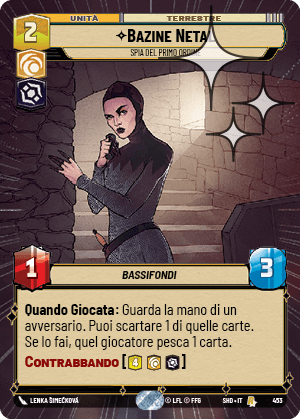 2
UNITÀ
TERRESTRE
✧BAZINE NETAL
SPIA DEL PRIMO ORDINE
1
BASSIFONDI
3
Quando Giocata: Guarda la mano di un
avversario. Puoi scartare 1 di quelle carte.
Se lo fai, quel giocatore pesca 1 carta.
CONTRABBANDO [4]
LENKA ŠIMEČKOVÁ
© LFL © FFG
SHD•IT
453